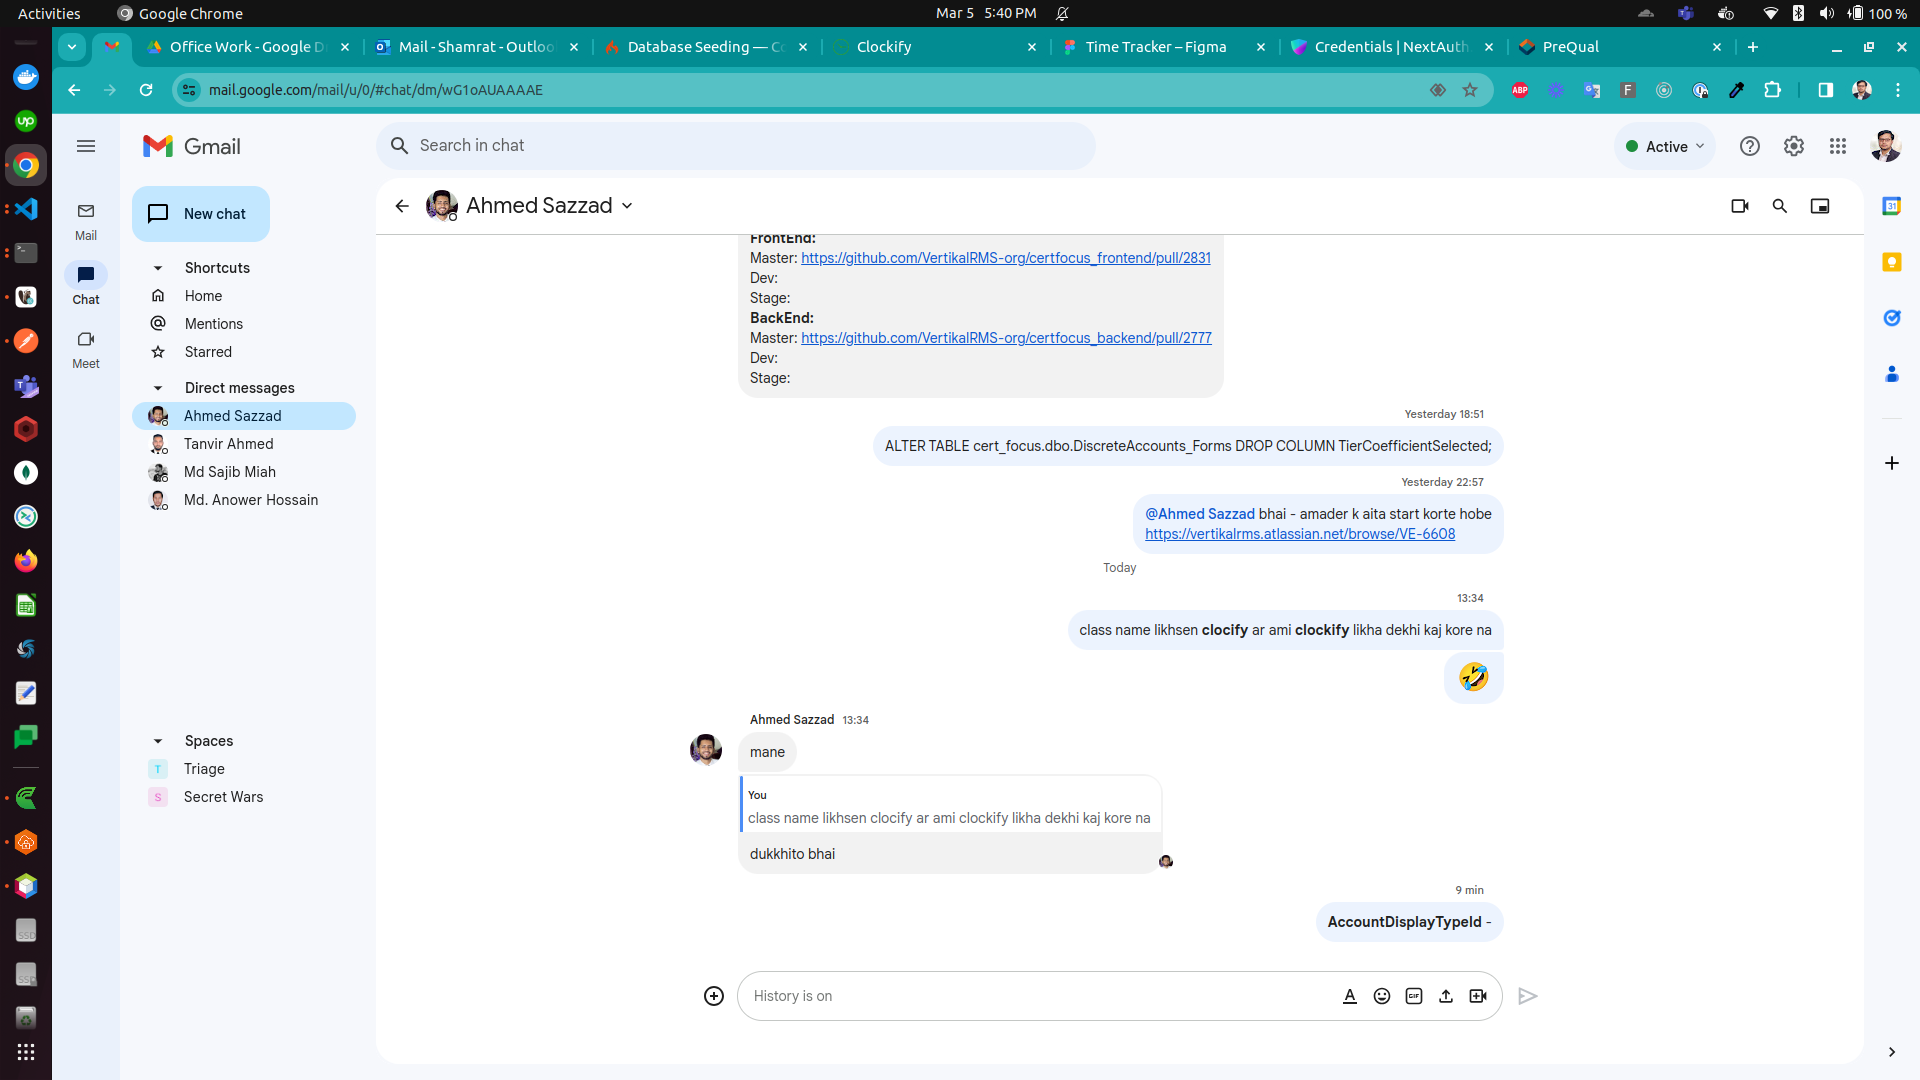 Activities
Google Chrome
Mar 5 5:40 PM
100 %
Office Work - Google D
Mail - Shamrat - Outloo
Database Seeding — Co
Clockify
Time Tracker – Figma
Credentials | NextAuth
PreQual
mail.google.com/mail/u/0/#chat/dm/wG1oAUAAAAE
Gmail
Search in chat
Active
New chat
Mail
Chat
Meet
Shortcuts
Home
Mentions
Starred
Direct messages
Ahmed Sazzad
Tanvir Ahmed
Md Sajib Miah
Md. Anower Hossain
Spaces
T Triage
S Secret Wars
Ahmed Sazzad
FrontEnd:
Master: https://github.com/VertikalRMS-org/certfocus_frontend/pull/2831
Dev:
Stage:
BackEnd:
Master: https://github.com/VertikalRMS-org/certfocus_backend/pull/2777
Dev:
Stage:
Yesterday 18:51
ALTER TABLE cert_focus.dbo.DiscreteAccounts_Forms DROP COLUMN TierCoefficientSelected;
Yesterday 22:57
@Ahmed Sazzad bhai - amader k aita start korte hobe
https://vertikalrms.atlassian.net/browse/VE-6608
Today
13:34
class name likhsen clocify ar ami clockify likha dekhi kaj kore na
🤣
Ahmed Sazzad 13:34
mane
You
class name likhsen clocify ar ami clockify likha dekhi kaj kore na
dukkhito bhai
9 min
AccountDisplayTypeId -
History is on